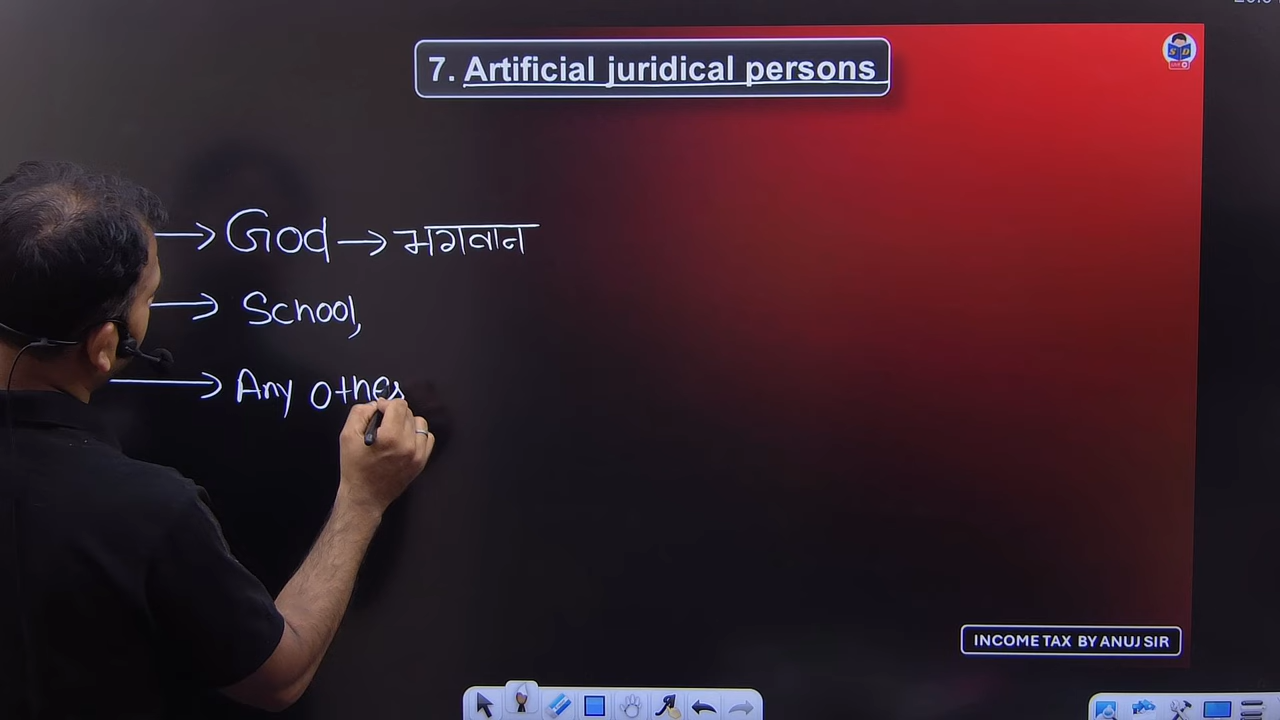 7. Artificial juridical persons
God → भगवान
School,
Any other
INCOME TAX BY ANUJ SIR